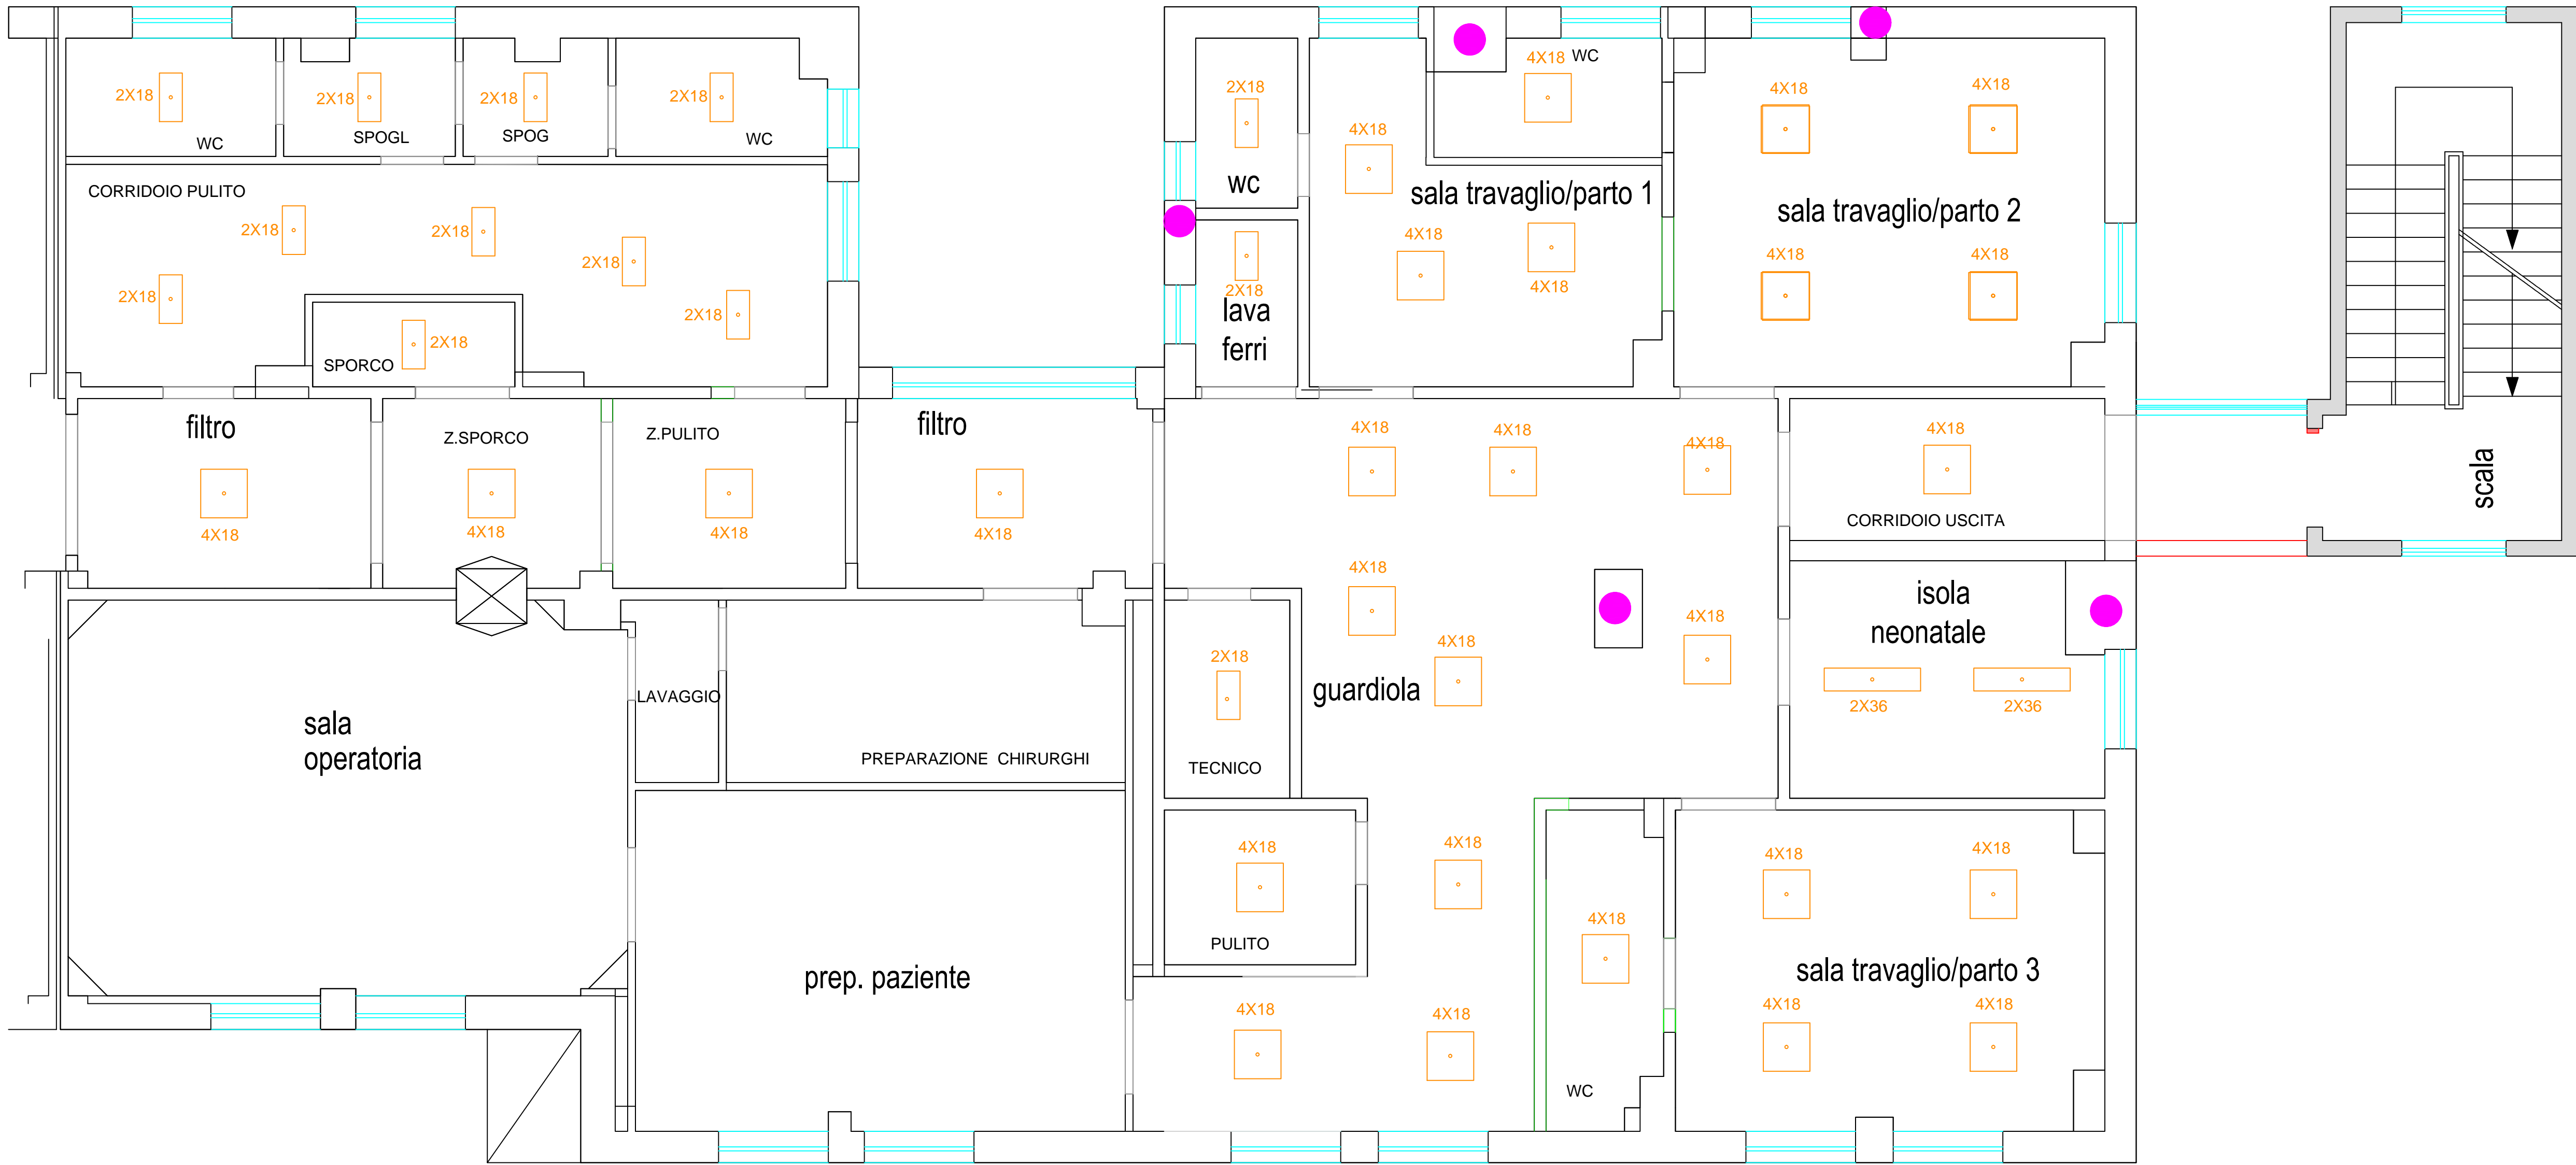 2X18
2X18
2X18
2X18
WC
SPOGL
SPOG
WC
CORRIDOIO PULITO
2X18
2X18
2X18
2X18
2X18
2X18
SPORCO
2X18
wc
2X18
lava
ferri
4X18
WC
4X18
sala travaglio/parto 1
4X18
4X18
4X18
4X18
sala travaglio/parto 2
4X18
4X18
filtro
4X18
Z.SPORCO
4X18
Z.PULITO
4X18
filtro
4X18
4X18
4X18
4X18
4X18
CORRIDOIO USCITA
scala
4X18
4X18
4X18
isola
neonatale
2X36
2X36
2X18
TECNICO
guardiola
sala
operatoria
LAVAGGIO
PREPARAZIONE CHIRURGHI
prep. paziente
4X18
PULITO
4X18
4X18
4X18
4X18
WC
4X18
4X18
sala travaglio/parto 3
4X18
4X18